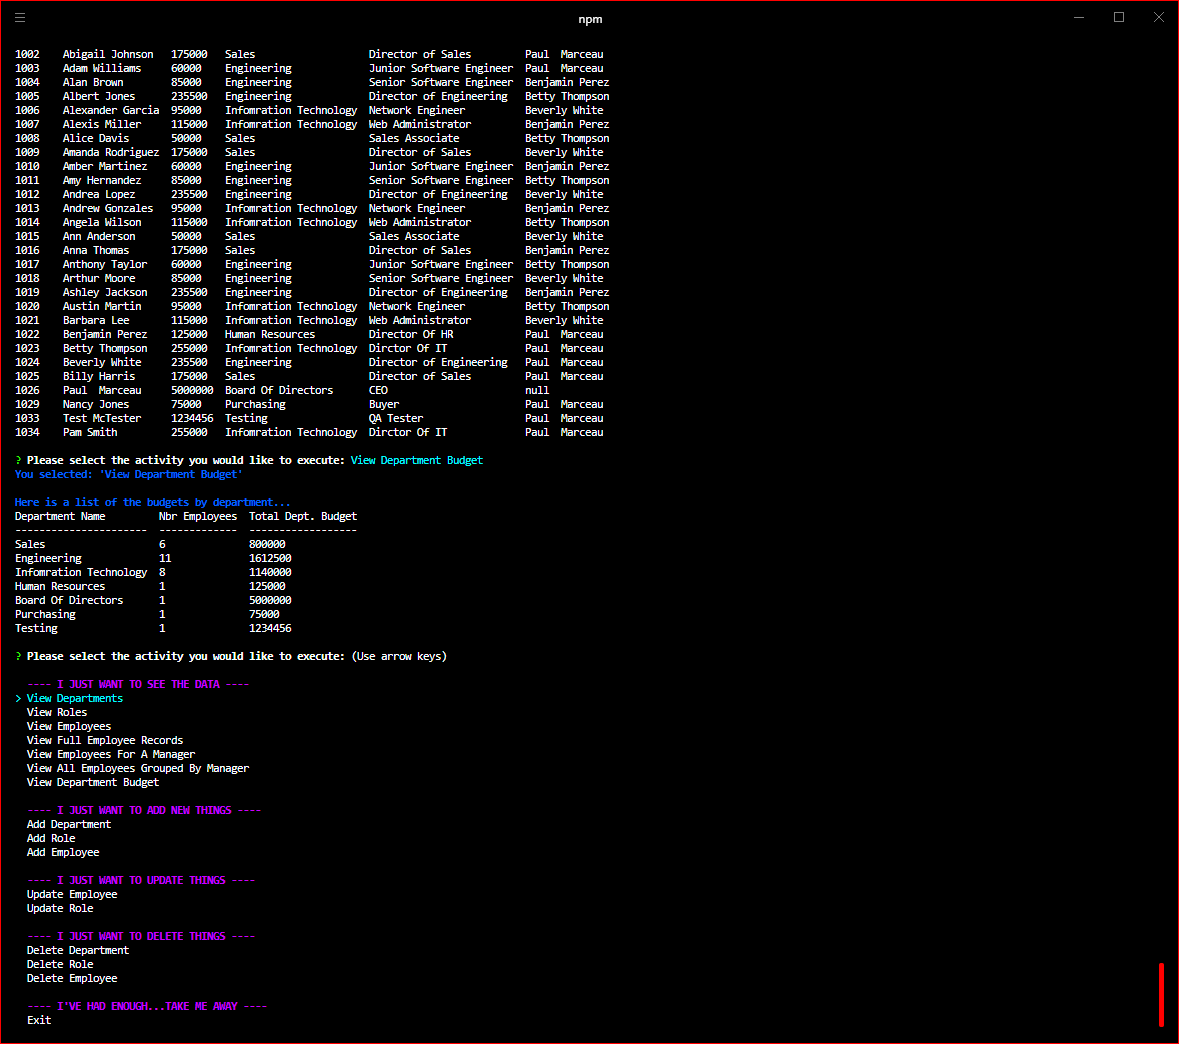 npm
1002    Abigail Johnson   175000   Sales                   Director of Sales         Paul  Marceau
1003    Adam Williams     60000    Engineering             Junior Software Engineer  Paul  Marceau
1004    Alan Brown        85000    Engineering             Senior Software Engineer  Benjamin Perez
1005    Albert Jones      235500   Engineering             Director of Engineering   Betty Thompson
1006    Alexander Garcia  95000    Infomration Technology  Network Engineer          Beverly White
1007    Alexis Miller     115000   Infomration Technology  Web Administrator         Benjamin Perez
1008    Alice Davis       50000    Sales                   Sales Associate           Betty Thompson
1009    Amanda Rodriguez  175000   Sales                   Director of Sales         Beverly White
1010    Amber Martinez    60000    Engineering             Junior Software Engineer  Benjamin Perez
1011    Amy Hernandez     85000    Engineering             Senior Software Engineer  Betty Thompson
1012    Andrea Lopez      235500   Engineering             Director of Engineering   Beverly White
1013    Andrew Gonzales   95000    Infomration Technology  Network Engineer          Benjamin Perez
1014    Angela Wilson     115000   Infomration Technology  Web Administrator         Betty Thompson
1015    Ann Anderson      50000    Sales                   Sales Associate           Beverly White
1016    Anna Thomas       175000   Sales                   Director of Sales         Benjamin Perez
1017    Anthony Taylor    60000    Engineering             Junior Software Engineer  Betty Thompson
1018    Arthur Moore      85000    Engineering             Senior Software Engineer  Beverly White
1019    Ashley Jackson    235500   Engineering             Director of Engineering   Benjamin Perez
1020    Austin Martin     95000    Infomration Technology  Network Engineer          Betty Thompson
1021    Barbara Lee       115000   Infomration Technology  Web Administrator         Beverly White
1022    Benjamin Perez    125000   Human Resources         Director Of HR            Paul  Marceau
1023    Betty Thompson    255000   Infomration Technology  Dirctor Of IT             Paul  Marceau
1024    Beverly White     235500   Engineering             Director of Engineering   Paul  Marceau
1025    Billy Harris      175000   Sales                   Director of Sales         Paul  Marceau
1026    Paul  Marceau     5000000  Board Of Directors      CEO                       null
1029    Nancy Jones       75000    Purchasing              Buyer                     Paul  Marceau
1033    Test McTester     1234456  Testing                 QA Tester                 Paul  Marceau
1034    Pam Smith         255000   Infomration Technology  Dirctor Of IT             Paul  Marceau
? Please select the activity you would like to execute: View Department Budget
You selected: 'View Department Budget'
Here is a list of the budgets by department...
Department Name         Nbr Employees  Total Dept. Budget
----------------------  -------------  ------------------
Sales                   6              800000
Engineering             11             1612500
Infomration Technology  8              1140000
Human Resources         1              125000
Board Of Directors      1              5000000
Purchasing              1              75000
Testing                 1              1234456
? Please select the activity you would like to execute: (Use arrow keys)
---- I JUST WANT TO SEE THE DATA ----
> View Departments
View Roles
View Employees
View Full Employee Records
View Employees For A Manager
View All Employees Grouped By Manager
View Department Budget
---- I JUST WANT TO ADD NEW THINGS ----
Add Department
Add Role
Add Employee
---- I JUST WANT TO UPDATE THINGS ----
Update Employee
Update Role
---- I JUST WANT TO DELETE THINGS ----
Delete Department
Delete Role
Delete Employee
---- I'VE HAD ENOUGH...TAKE ME AWAY ----
Exit